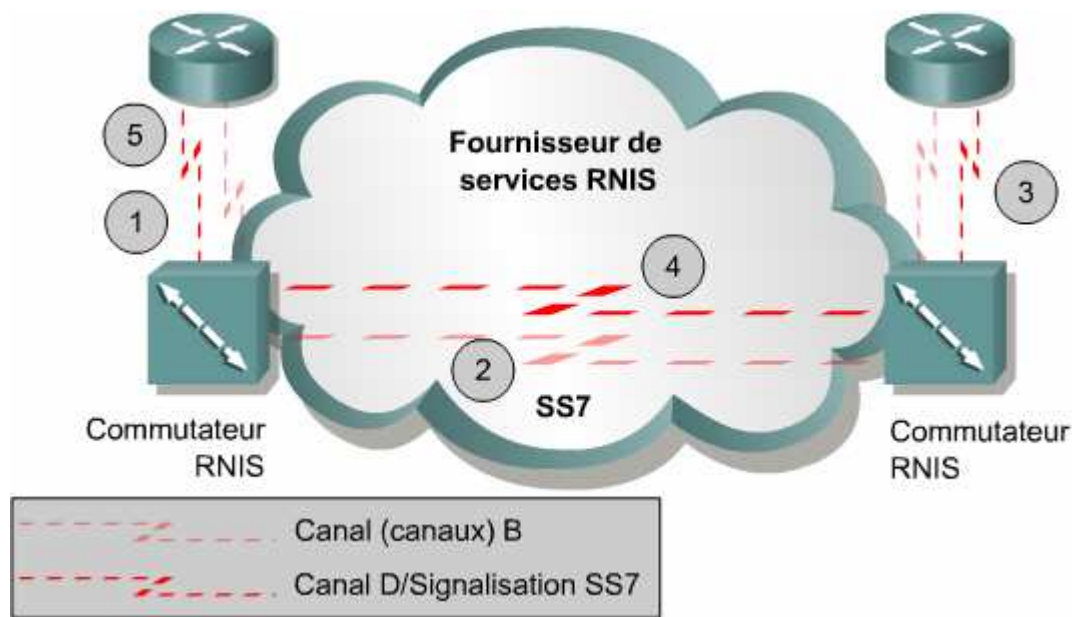 5
1
Fournisseur de
services RNIS
3
4
2
SS7
Commutateur
RNIS
Commutateur
RNIS
Canal (canaux) B
Canal D/Signalisation SS7